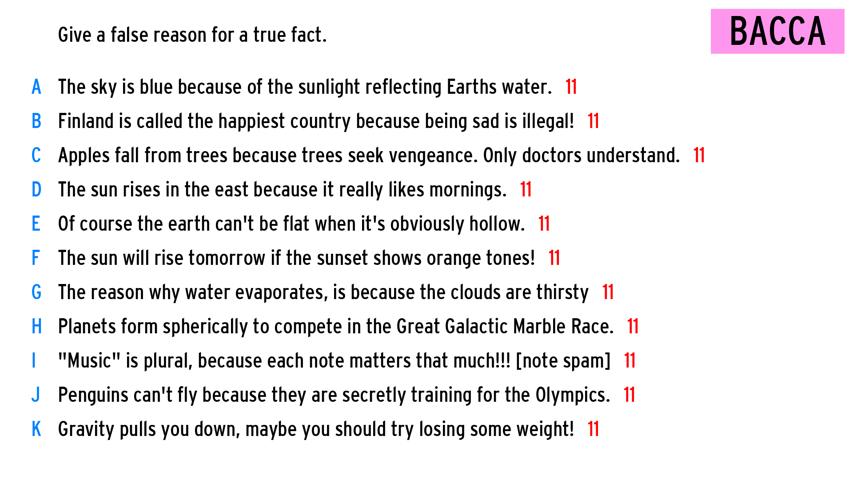 Give a false reason for a true fact.
BACCA
A The sky is blue because of the sunlight reflecting Earths water. 11
B Finland is called the happiest country because being sad is illegal! 11
C Apples fall from trees because trees seek vengeance. Only doctors understand. 11
D The sun rises in the east because it really likes mornings. 11
E Of course the earth can't be flat when it's obviously hollow. 11
F The sun will rise tomorrow if the sunset shows orange tones! 11
G The reason why water evaporates, is because the clouds are thirsty 11
H Planets form spherically to compete in the Great Galactic Marble Race. 11
I "Music" is plural, because each note matters that much!!! [note spam] 11
J Penguins can't fly because they are secretly training for the Olympics. 11
K Gravity pulls you down, maybe you should try losing some weight! 11